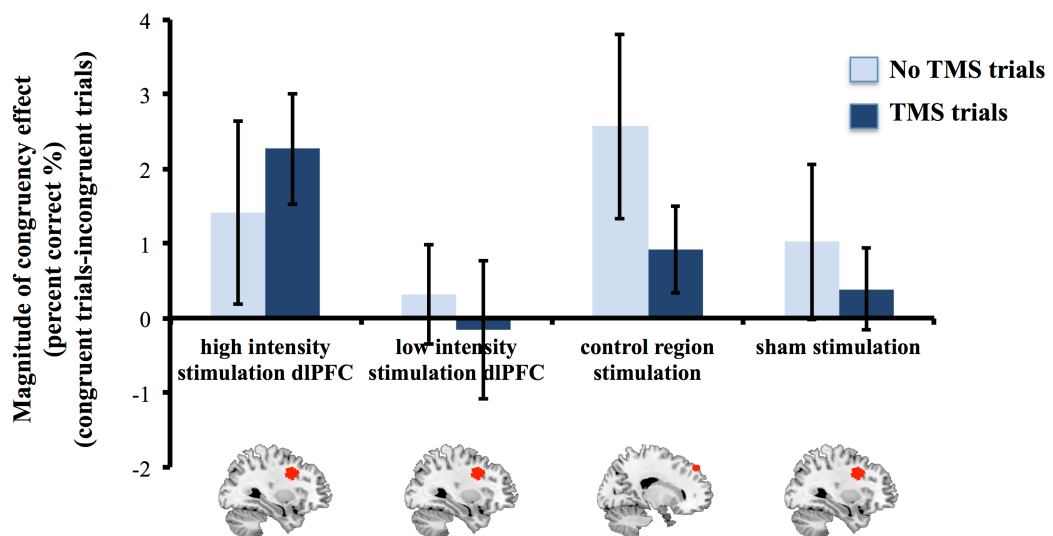 Magnitude of congruency effect
(percent correct %)
(congruent trials-incongruent trials)
4
3
2
1
0
-1
-2
No TMS trials
TMS trials
high intensity
stimulation dlPFC
low intensity
stimulation dlPFC
control region
stimulation
sham stimulation